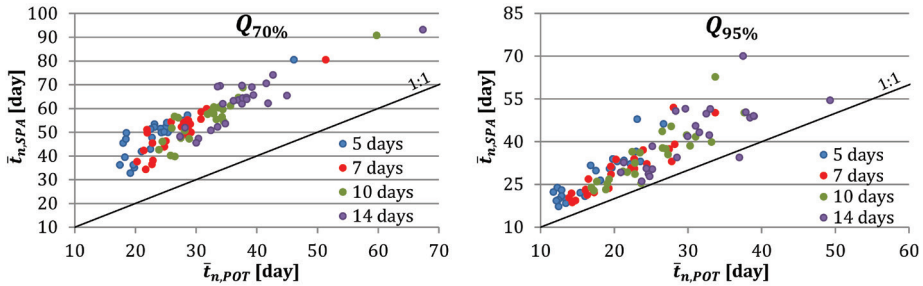 Q70%
t̄n,SPA [day]
100
90
80
70
60
50
40
30
20
10
1:1
5 days
7 days
10 days
14 days
10 20 30 40 50 60 70
t̄n,POT [day]
Q95%
t̄n,SPA [day]
85
70
55
40
25
10
1:1
5 days
7 days
10 days
14 days
10 20 30 40 50 60
t̄n,POT [day]